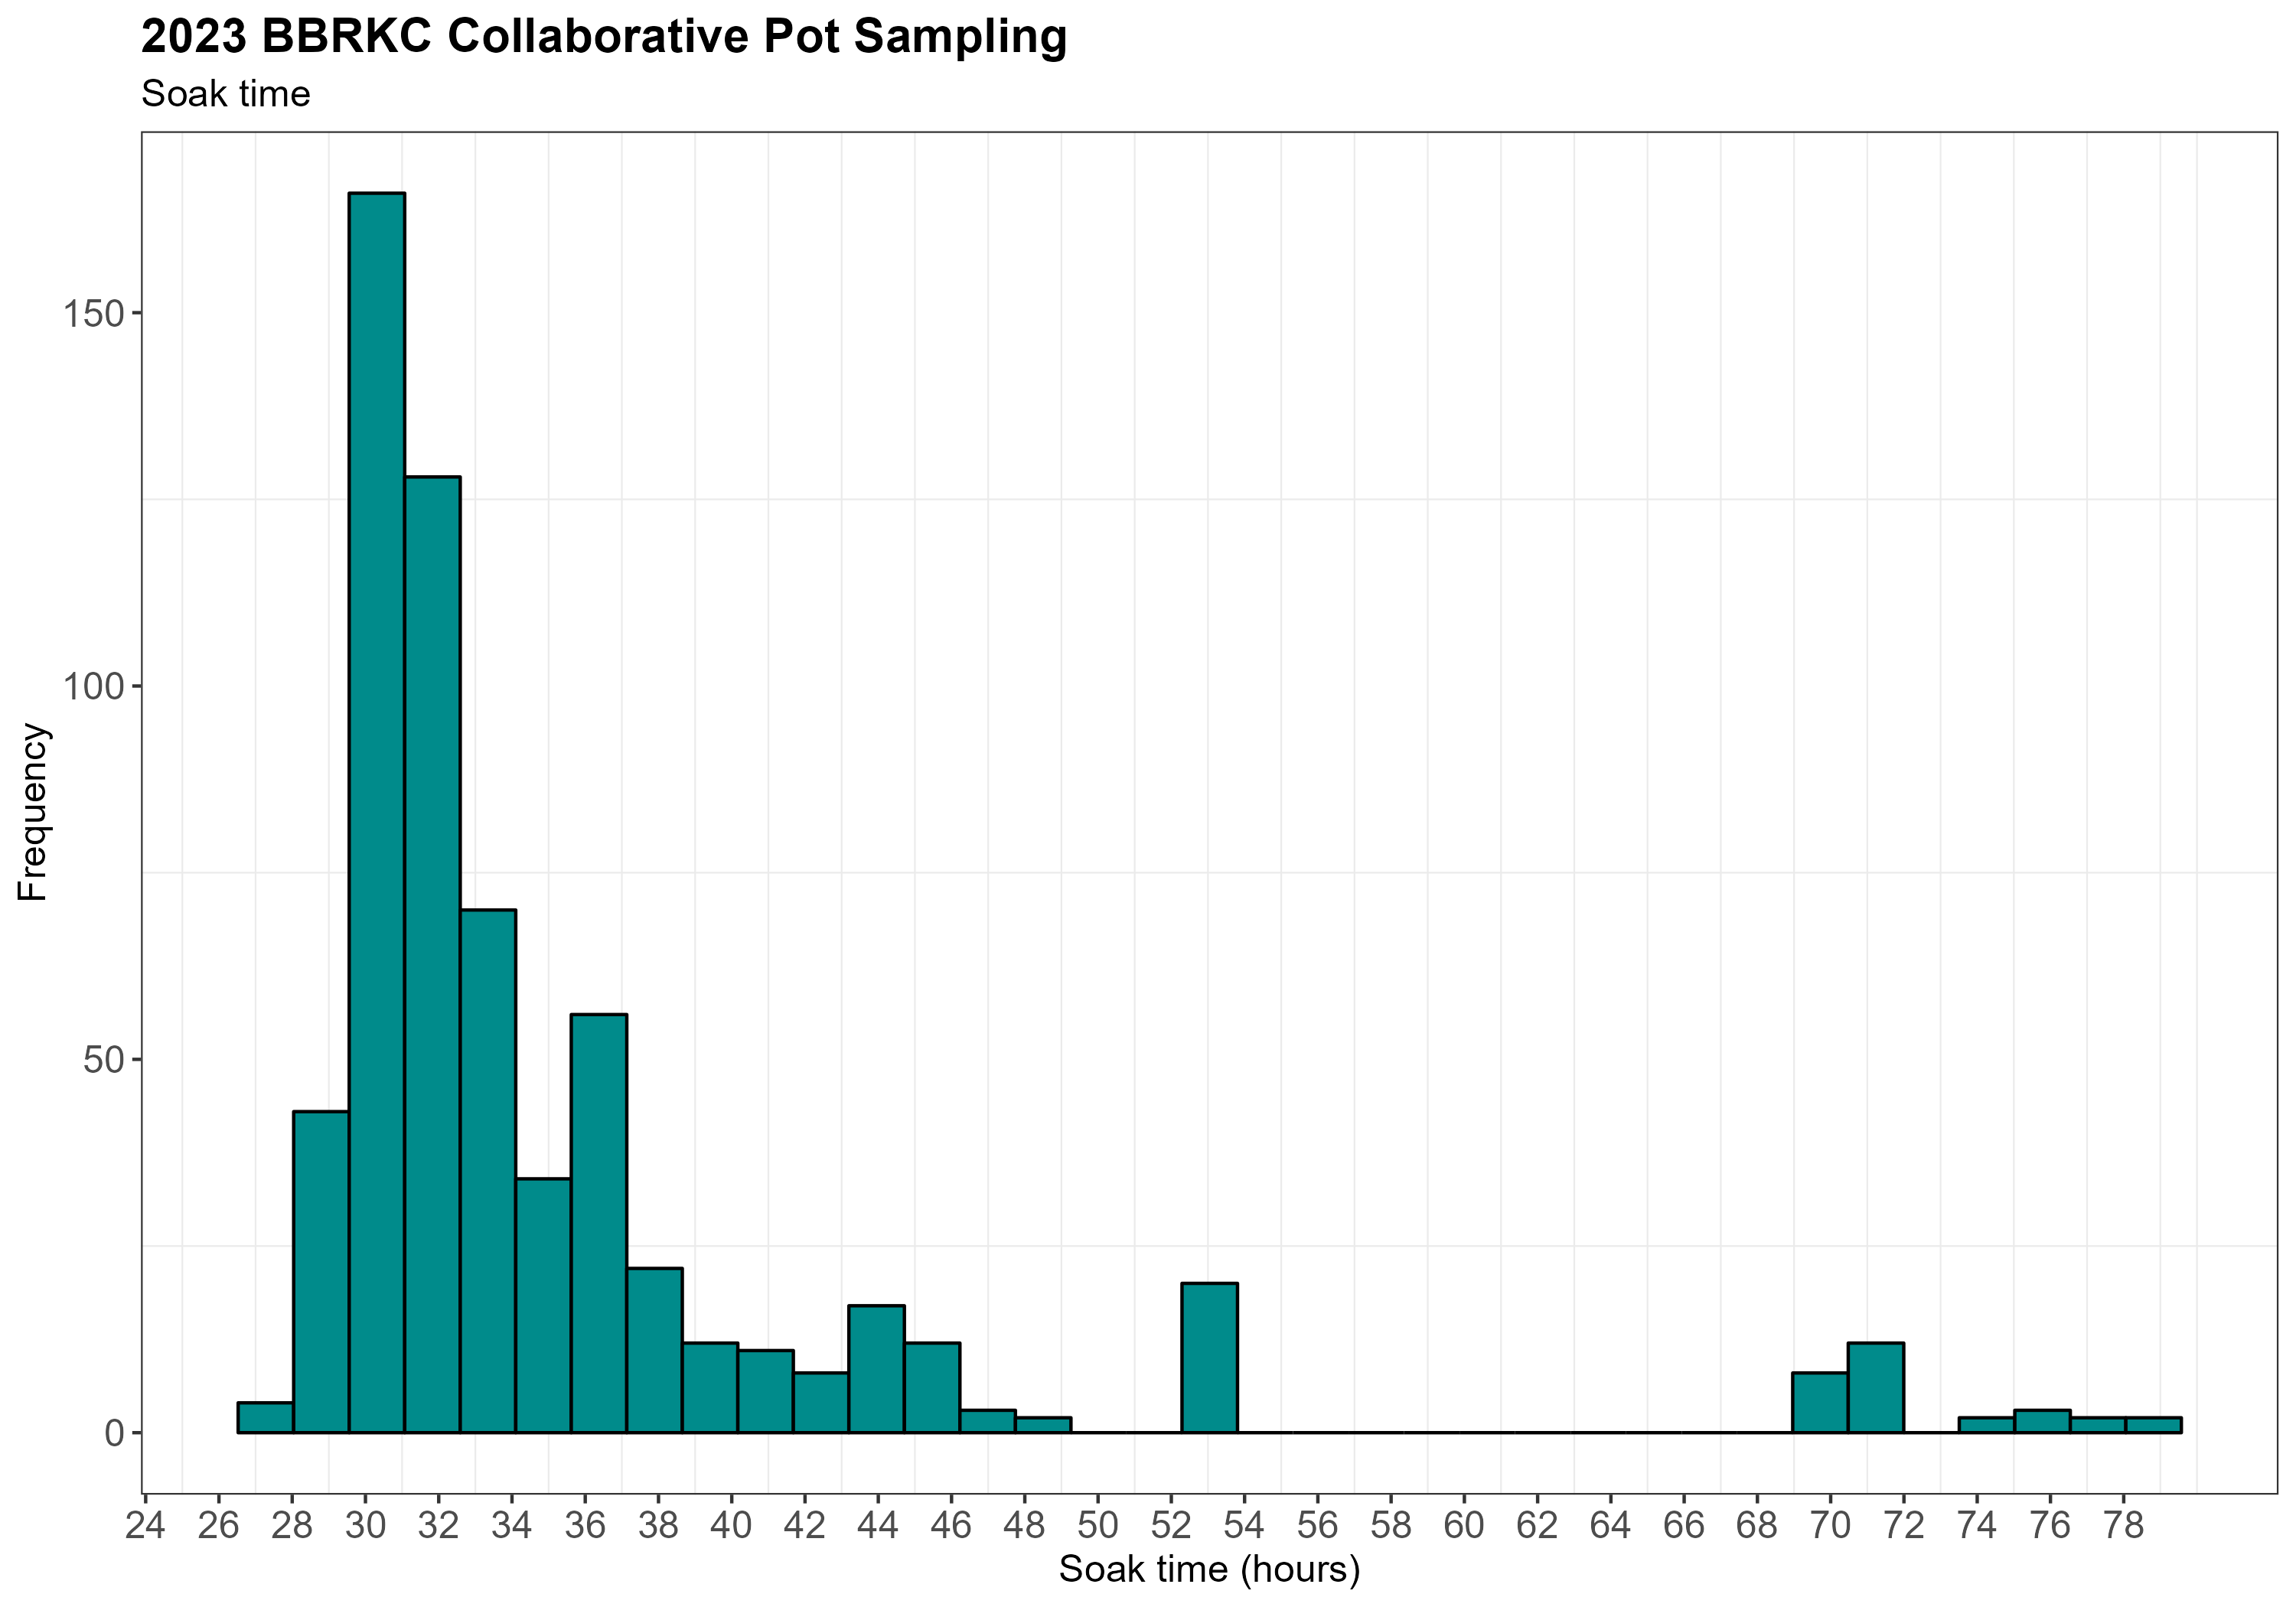 2023 BBRKC Collaborative Pot Sampling
Soak time
150
100
50
0
Frequency
24 26 28 30 32 34 36 38 40 42 44 46 48 50 52 54 56 58 60 62 64 66 68 70 72 74 76 78
Soak time (hours)